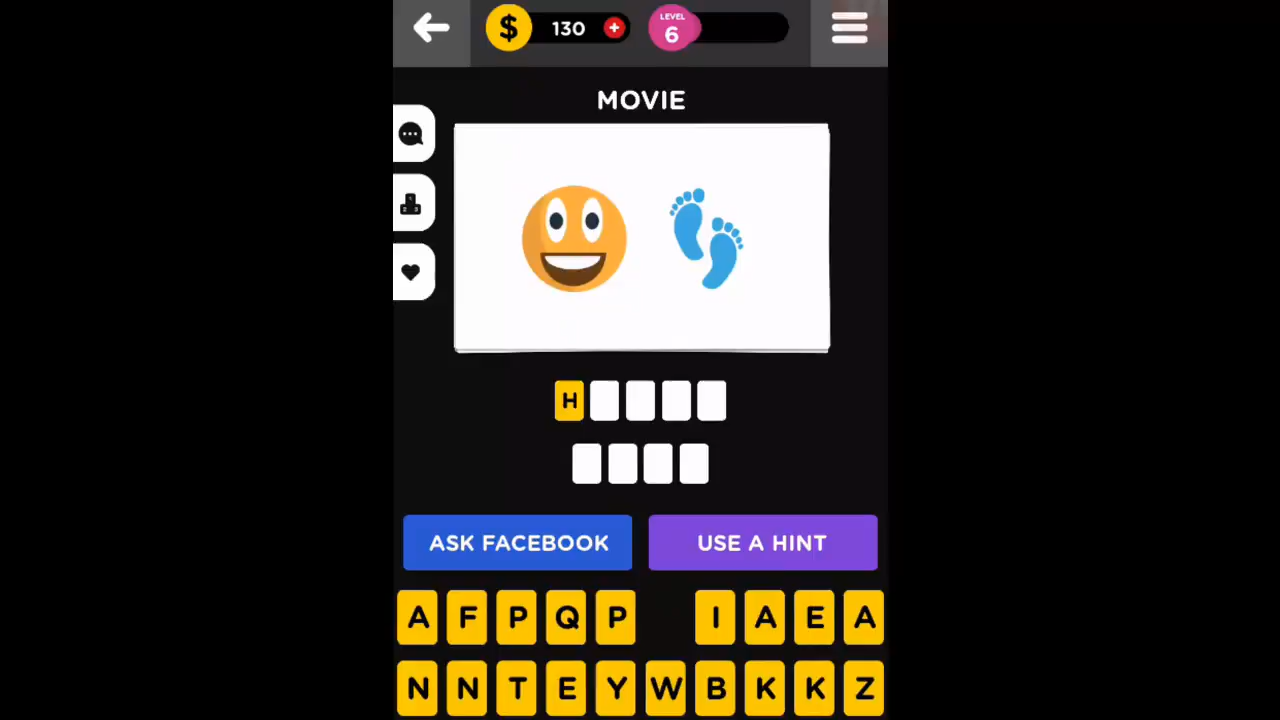 $ 130 + LEVEL 6
MOVIE
H
ASK FACEBOOK USE A HINT
A F P Q P I A E A
N N T E Y W B K K Z